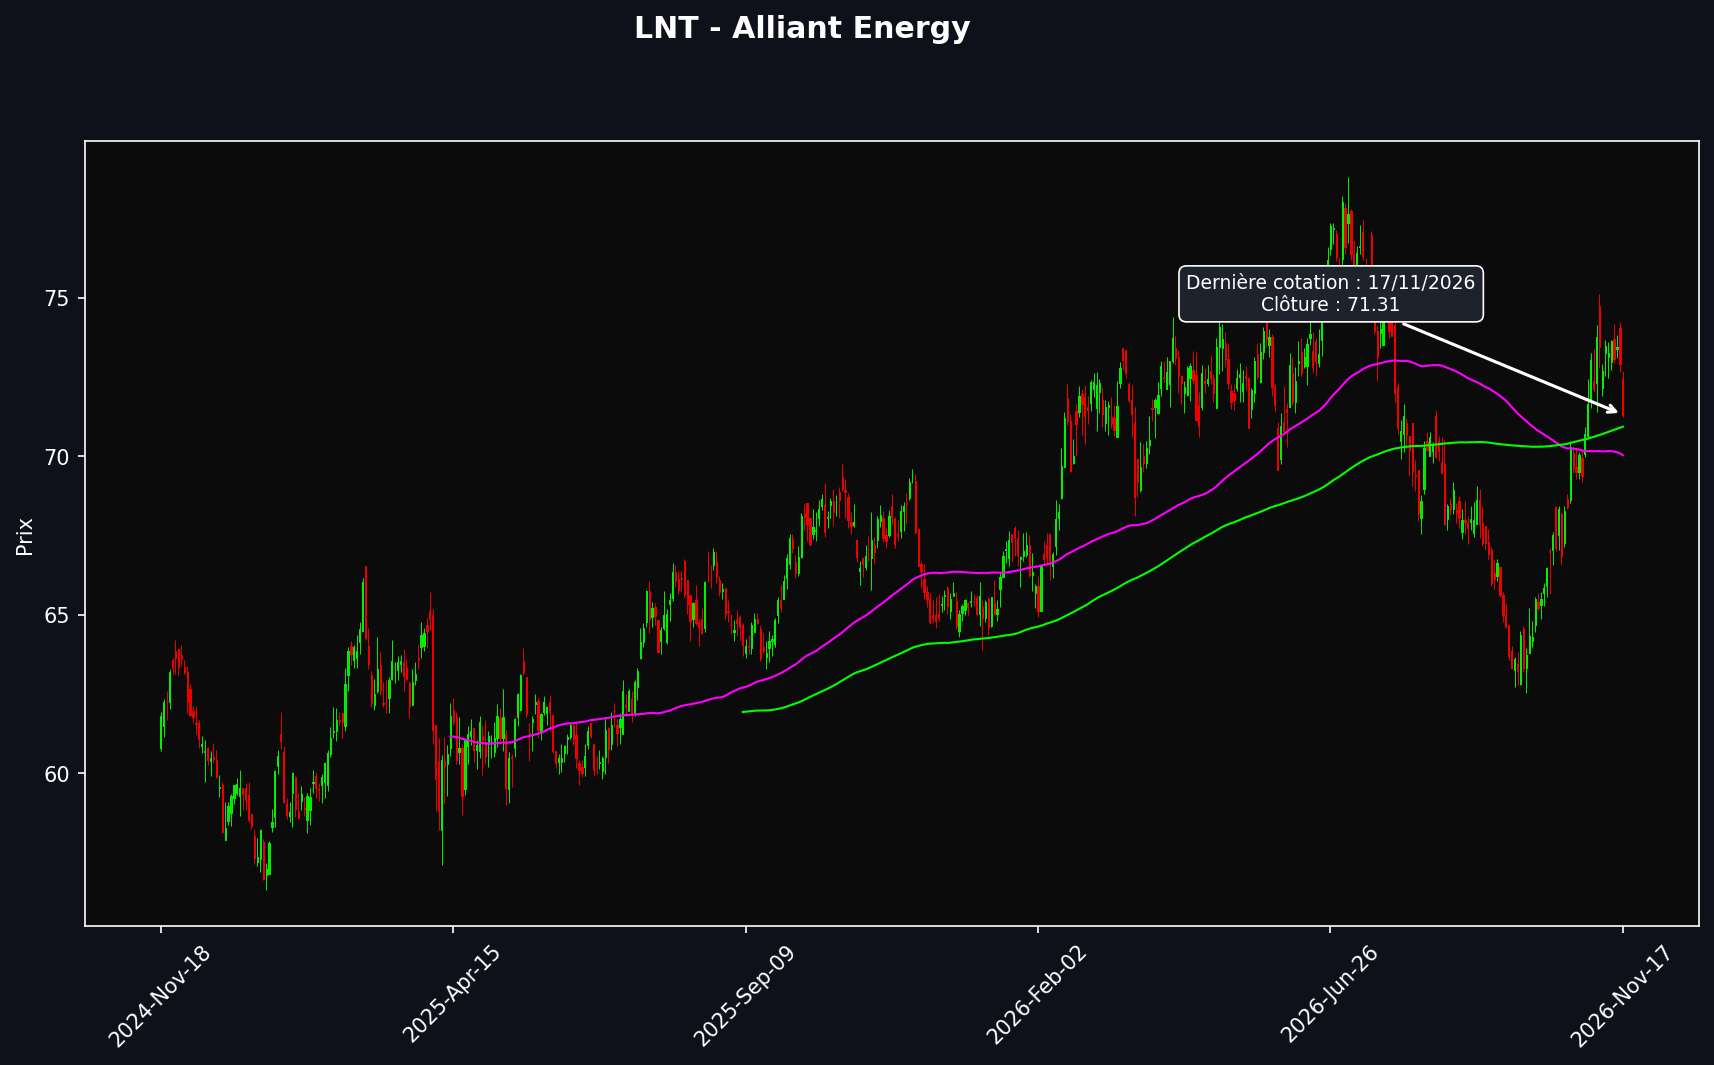 LNT - Alliant Energy
Dernière cotation : 17/11/2026
Clôture : 71.31
Prix
75
70
65
60
2024-Nov-18
2025-Apr-15
2025-Sep-09
2026-Feb-02
2026-Jun-26
2026-Nov-17